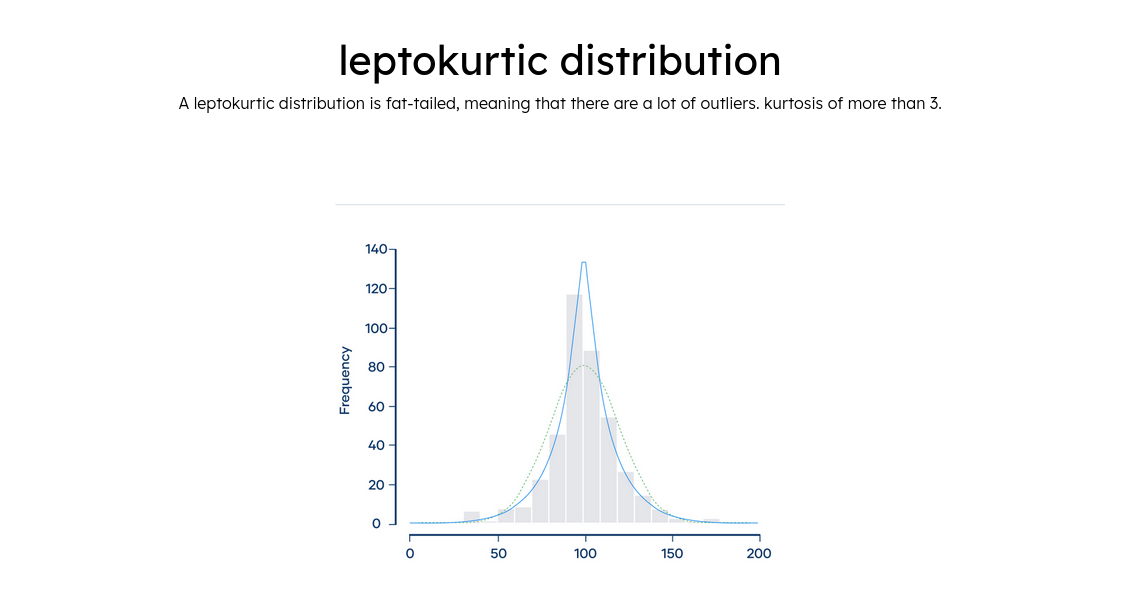 leptokurtic distribution
A leptokurtic distribution is fat-tailed, meaning that there are a lot of outliers. kurtosis of more than 3.
140
120
100
80
60
40
20
0
Frequency
0 50 100 150 200